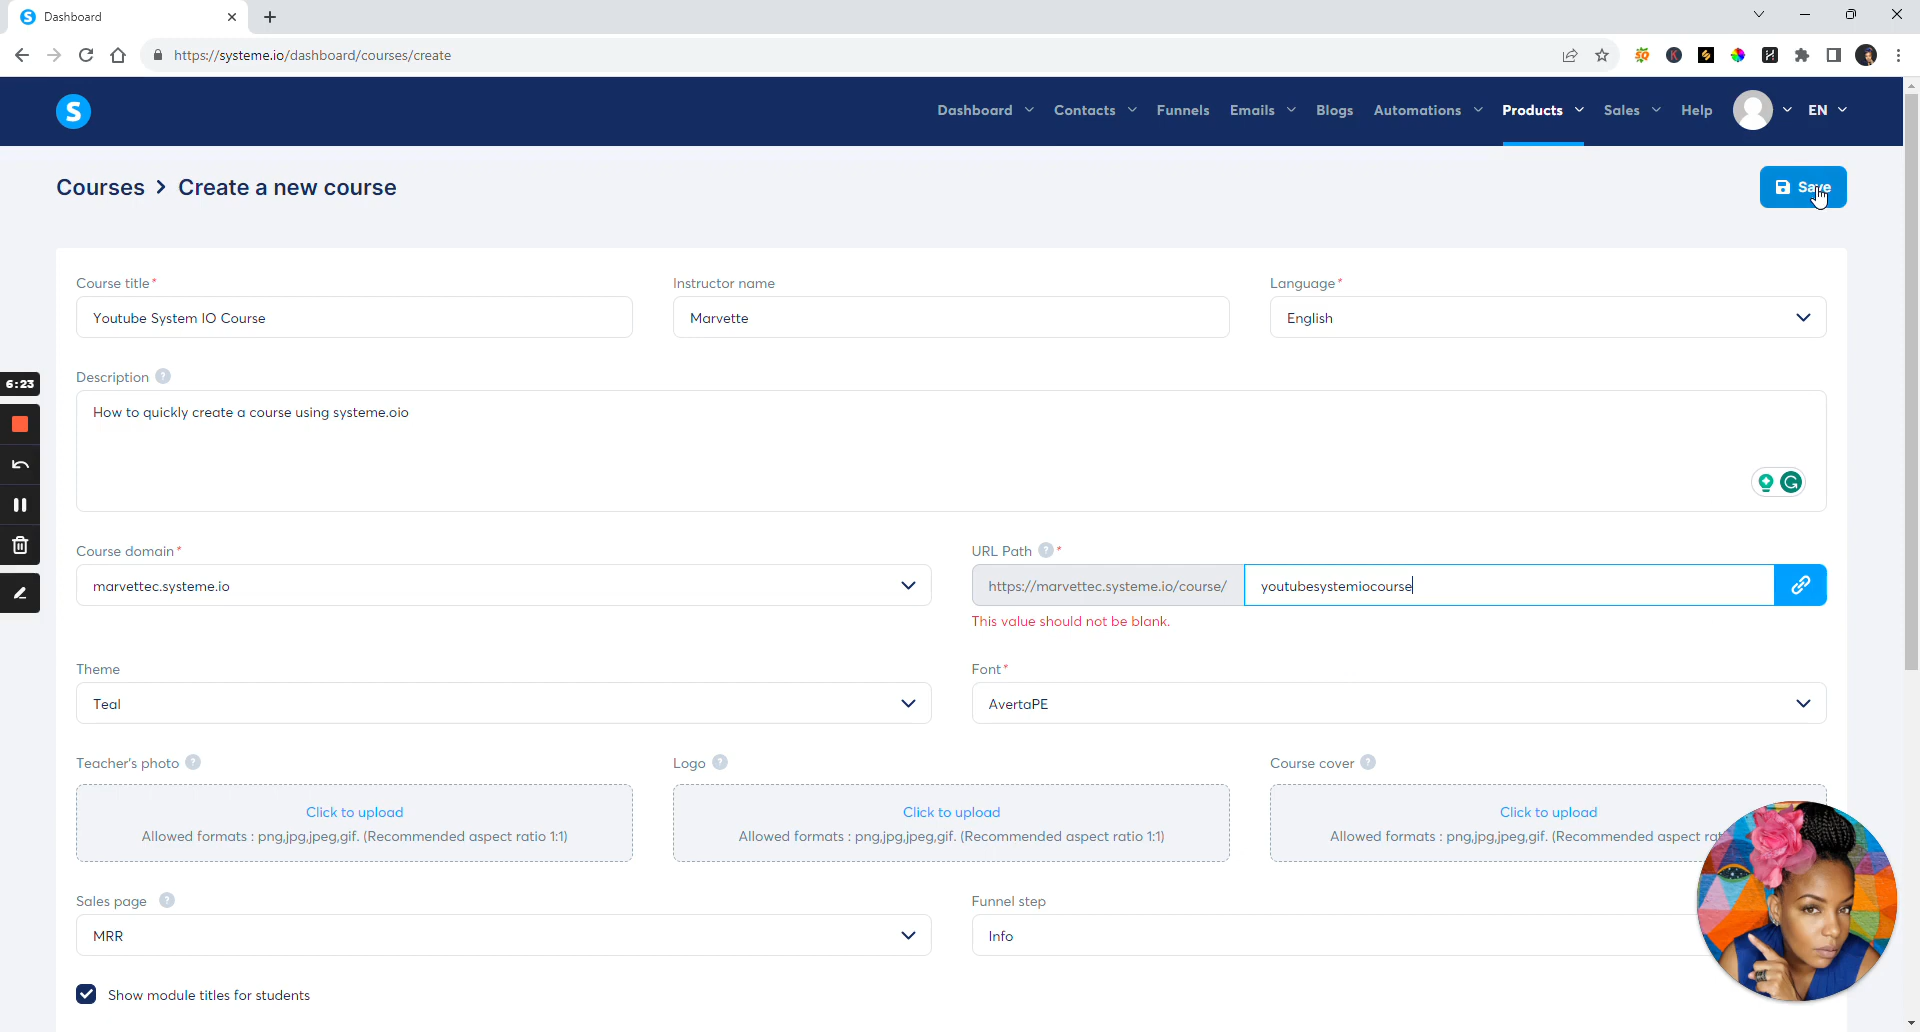 Dashboard
https://systeme.io/dashboard/courses/create
S
Dashboard Contacts Funnels Emails Blogs Automations Products Sales Help EN
Courses > Create a new course
Save
Course title*
Instructor name
Language*
Youtube System IO Course
Marvette
English
6:23
Description ?
How to quickly create a course using systeme.oio
Course domain*
URL Path ? *
marvettec.systeme.io
https://marvettec.systeme.io/course/
youtubesystemiocourse
This value should not be blank.
Theme
Font*
Teal
AvertaPE
Teacher's photo ?
Logo ?
Course cover ?
Click to upload
Allowed formats : png,jpg,jpeg,gif. (Recommended aspect ratio 1:1)
Click to upload
Allowed formats : png,jpg,jpeg,gif. (Recommended aspect ratio 1:1)
Click to upload
Allowed formats : png,jpg,jpeg,gif. (Recommended aspect
Sales page ?
Funnel step
MRR
Info
Show module titles for students